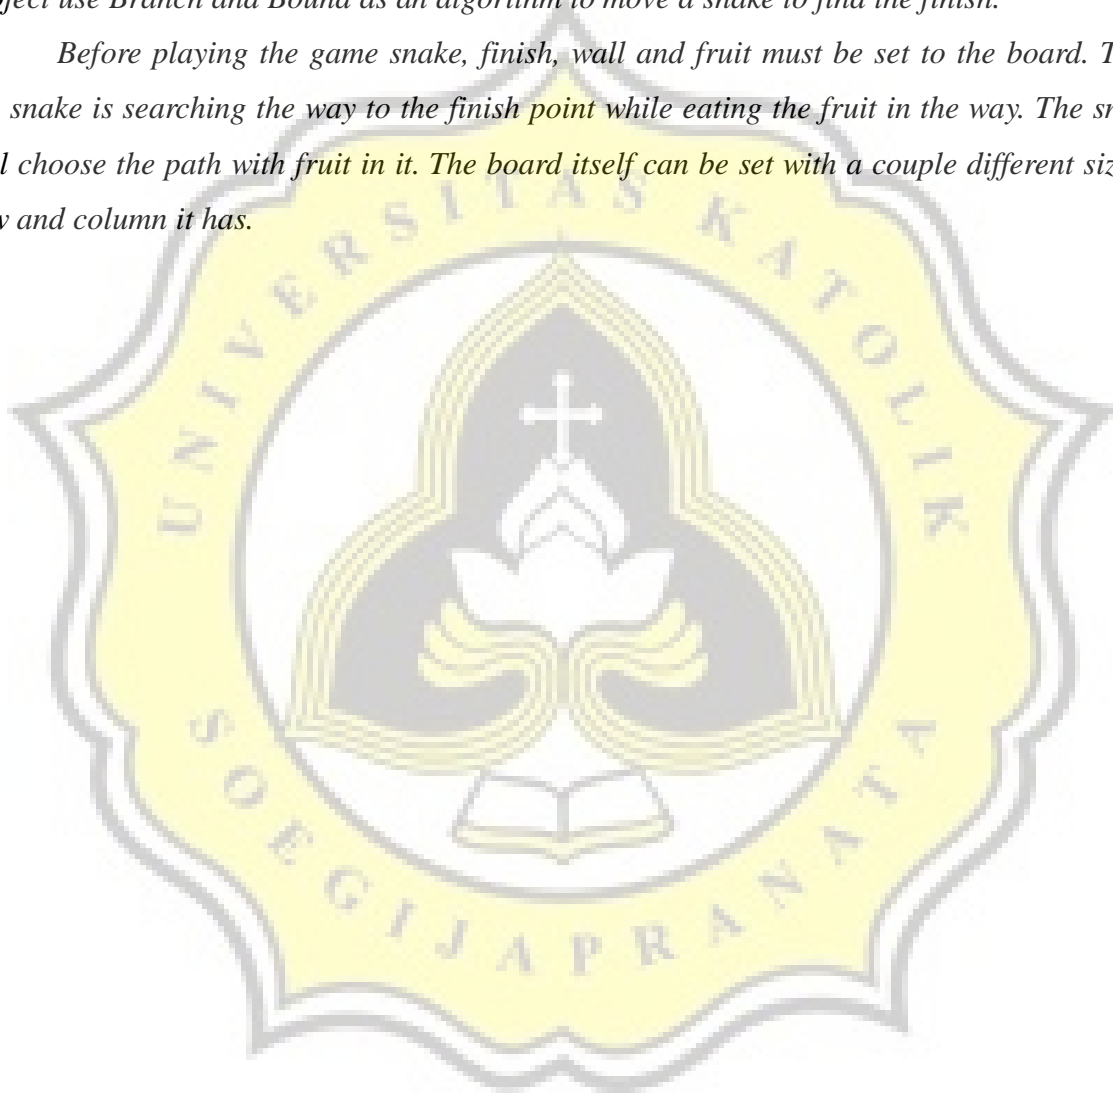 ject use Branch and Bound as an algorithm to move a snake to find the finish.
Before playing the game snake, finish, wall and fruit must be set to the board. T
snake is searching the way to the finish point while eating the fruit in the way. The sn
l choose the path with fruit in it. The board itself can be set with a couple different siz
w and column it has.
UNIVERSITAS KATOLIK
SOEGIJAPRANATA